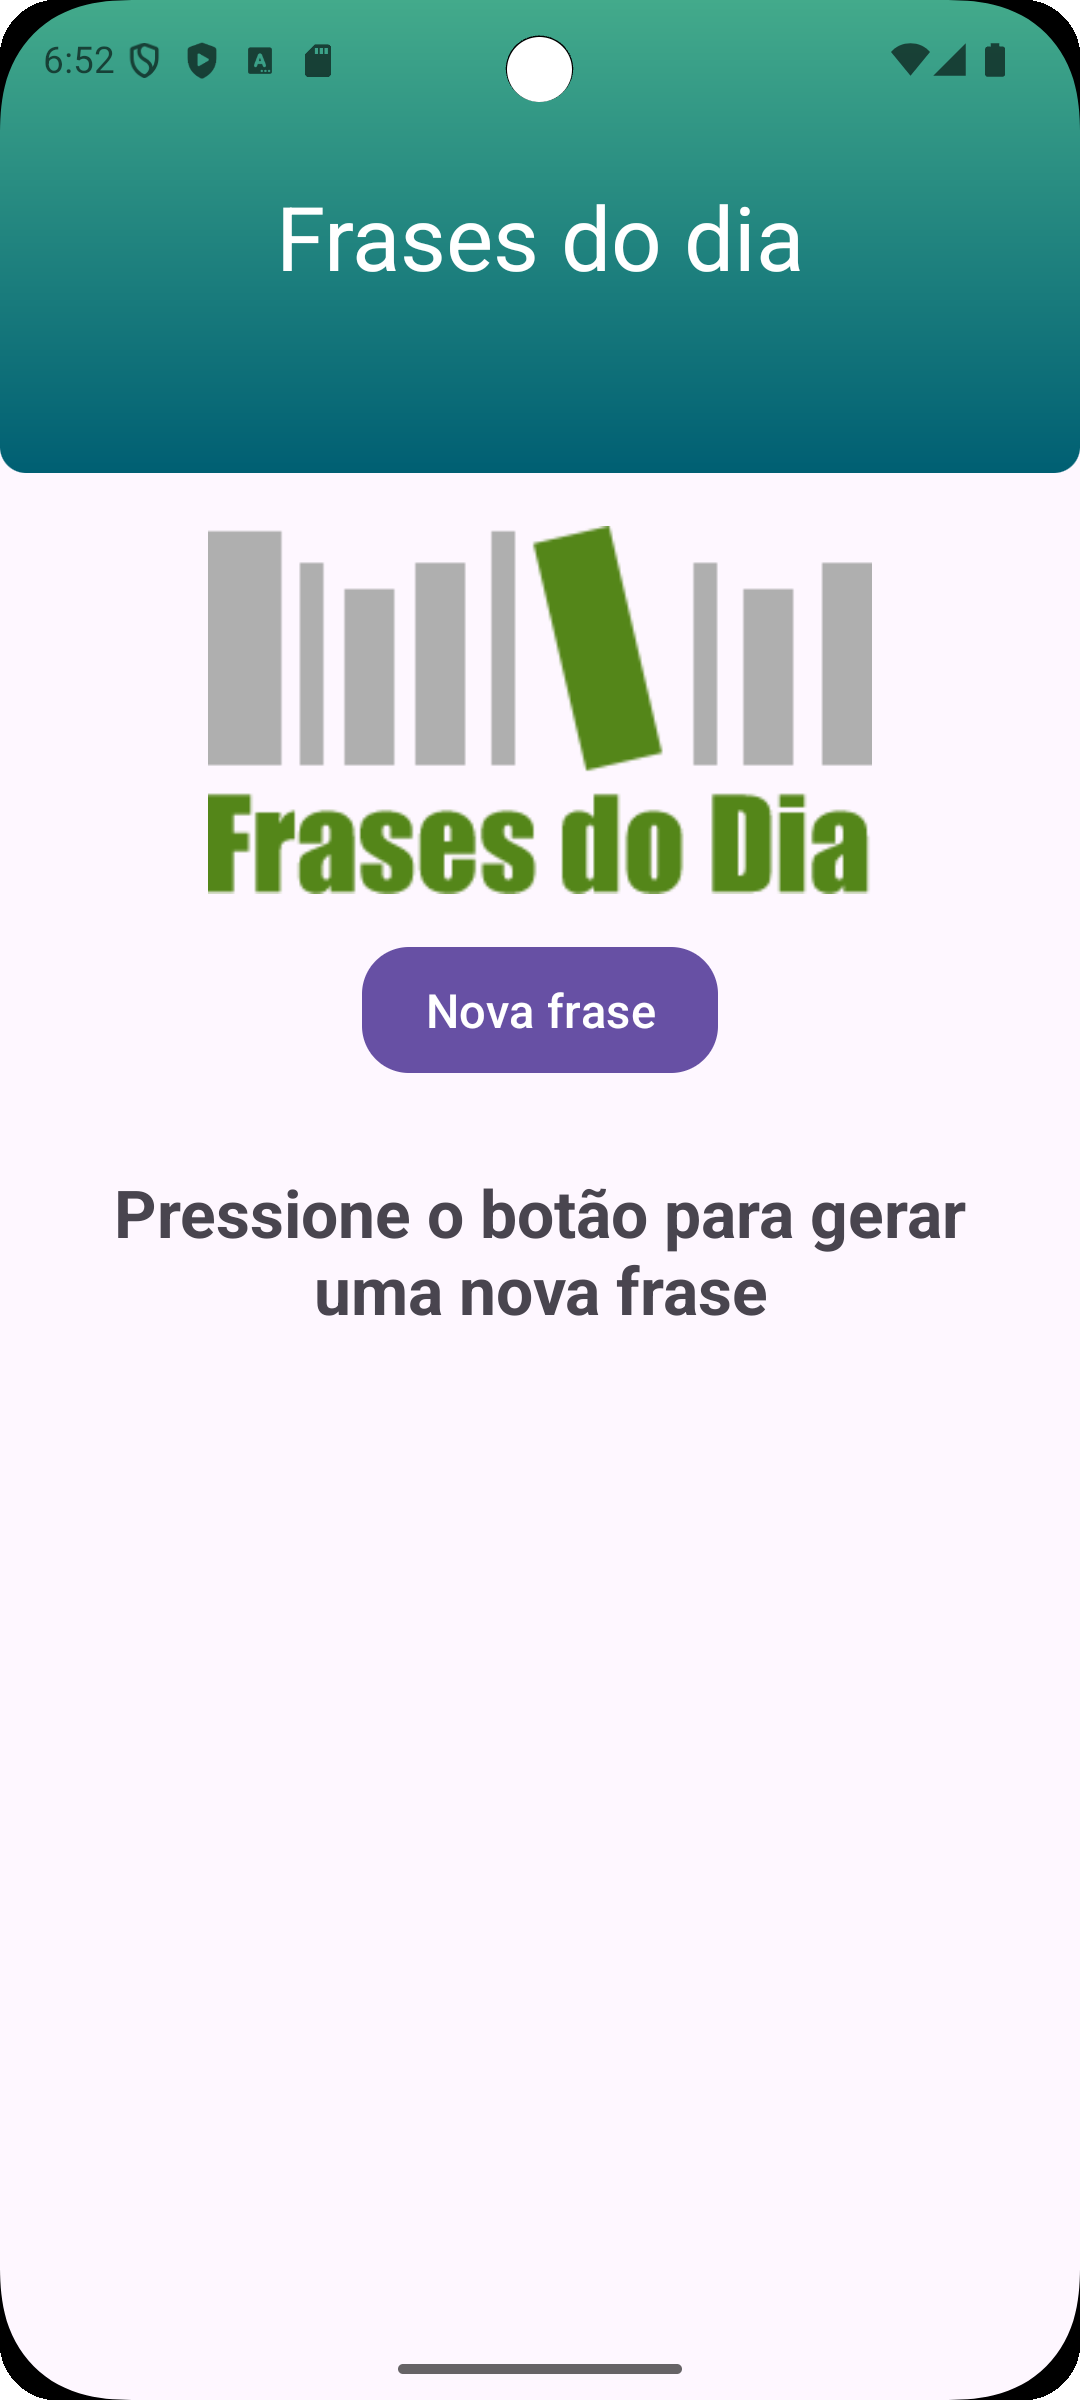 6:52
Frases do dia
Frases do Dia
Nova frase
Pressione o botão para gerar
uma nova frase